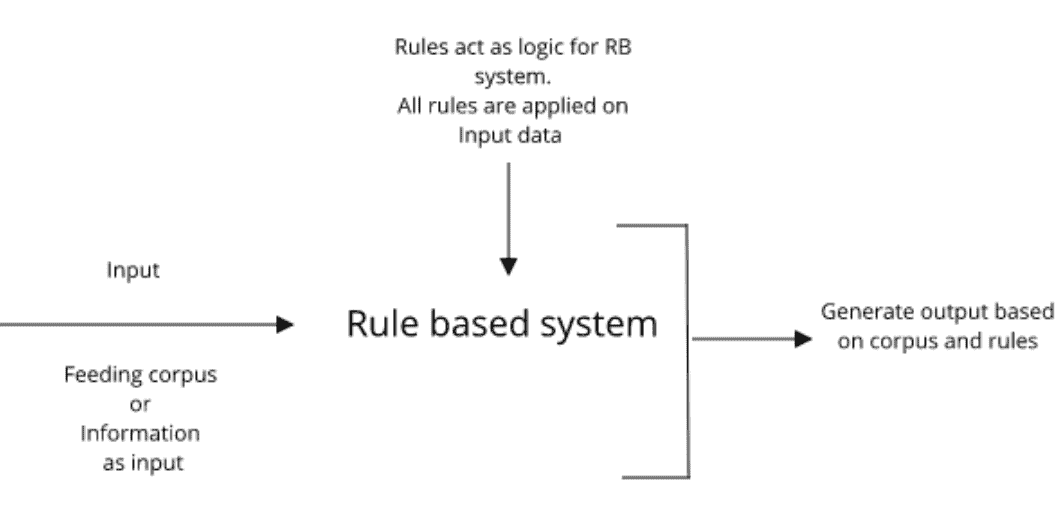 Rules act as logic for RB
system.
All rules are applied on
Input data
Input
Feeding corpus
or
Information
as input
Rule based system
Generate output based
on corpus and rules